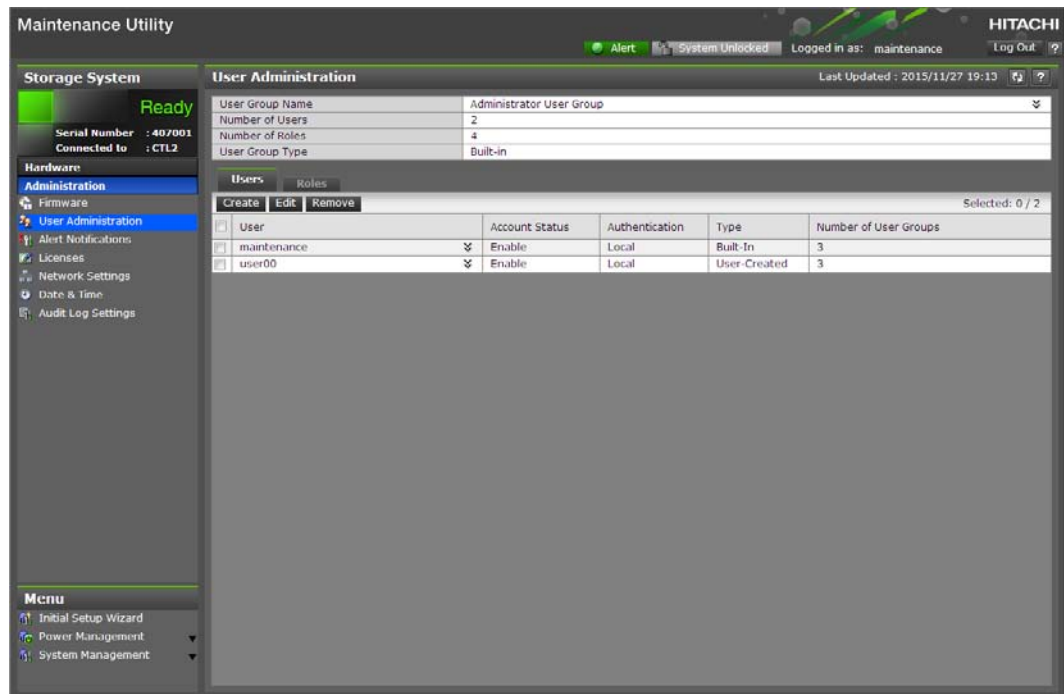 Maintenance Utility
HITACHI
Alert System Unlocked Logged in as: maintenance Log Out ?
Storage System
Ready
Serial Number : 407001
Connected to : CTL2
Hardware
Administration
Firmware
User Administration
Alert Notifications
Licenses
Network Settings
Date & Time
Audit Log Settings
Menu
Initial Setup Wizard
Power Management
System Management
User Administration Last Updated : 2015/11/27 19:13 ?
User Group Name Administrator User Group
Number of Users 2
Number of Roles 4
User Group Type Built-in
Users Roles
Create Edit Remove Selected: 0 / 2
User Account Status Authentication Type Number of User Groups
maintenance Enable Local Built-In 3
user00 Enable Local User-Created 3